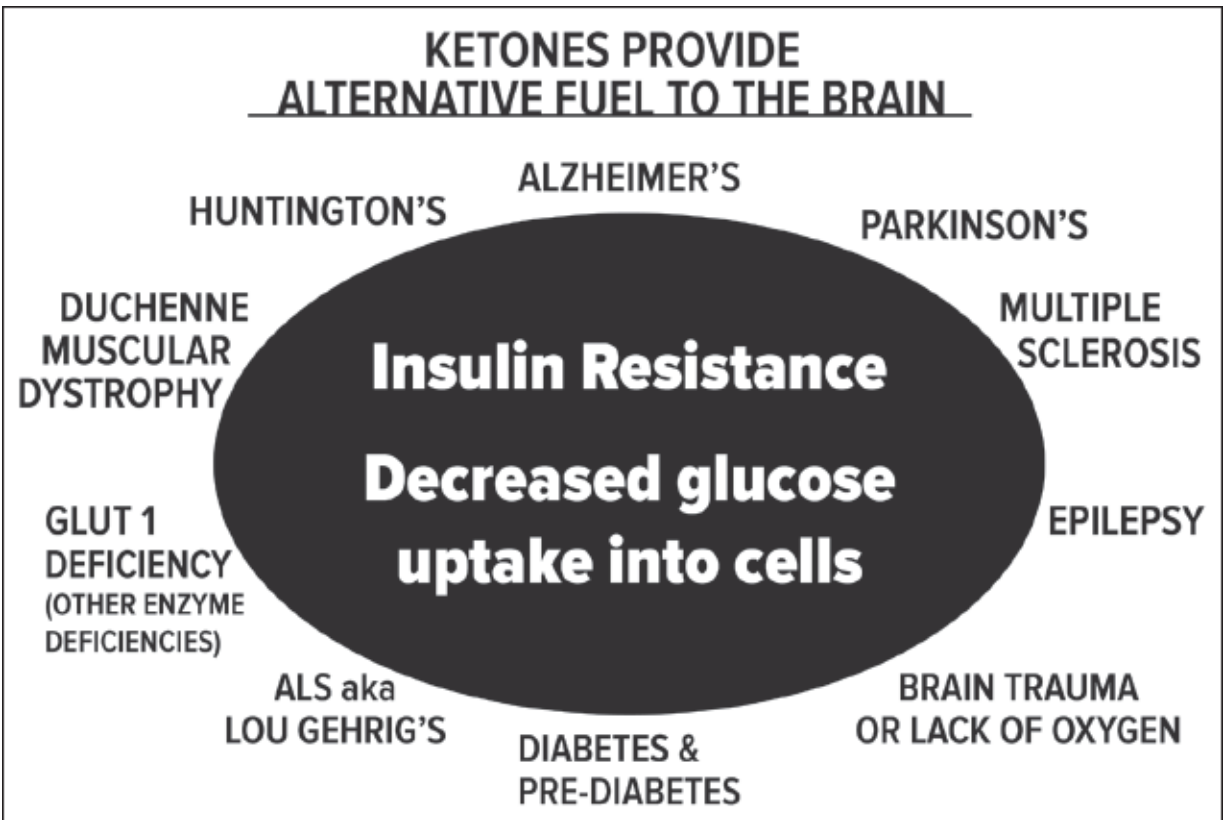 KETONES PROVIDE
ALTERNATIVE FUEL TO THE BRAIN
ALZHEIMER'S
HUNTINGTON'S
PARKINSON'S
DUCHENNE
MUSCULAR
DYSTROPHY
MULTIPLE
SCLEROSIS
Insulin Resistance
Decreased glucose
uptake into cells
GLUT 1
DEFICIENCY
(OTHER ENZYME
DEFICIENCIES)
EPILEPSY
ALS aka
LOU GEHRIG'S
BRAIN TRAUMA
OR LACK OF OXYGEN
DIABETES &
PRE-DIABETES